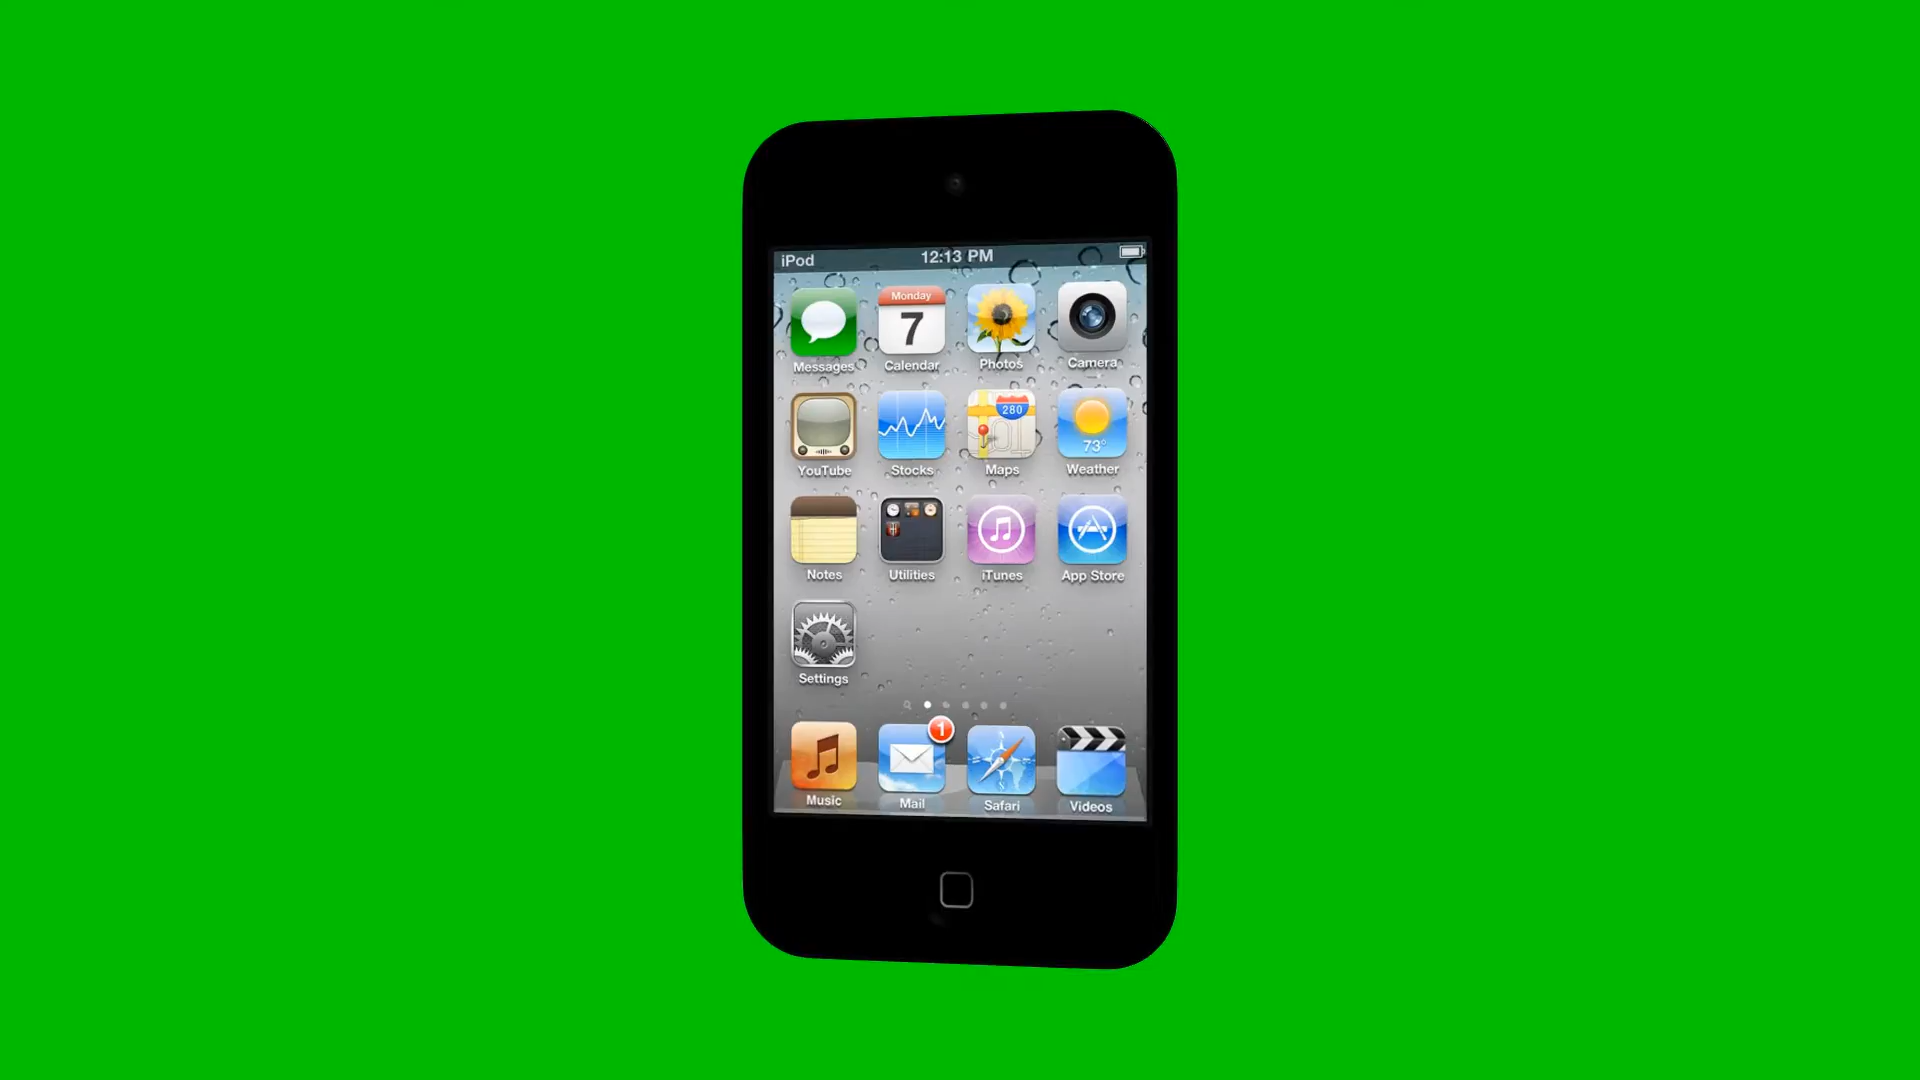 iPod 12:13 PM
Monday
7
Messages Calendar Photos Camera
280
73°
YouTube Stocks Maps Weather
Notes Utilities iTunes App Store
Settings
1
Music Mail Safari Videos